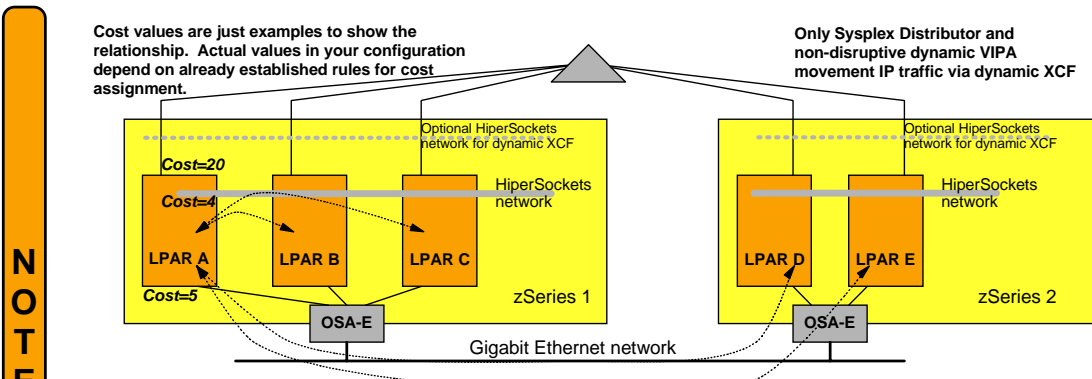 Cost values are just examples to show the
relationship.  Actual values in your configuration
depend on already established rules for cost
assignment.
Only Sysplex Distributor and
non-disruptive dynamic VIPA
movement IP traffic via dynamic XCF
Optional HiperSockets
network for dynamic XCF
Cost=20
HiperSockets
network
Cost=4
LPAR A
LPAR B
LPAR C
Cost=5
zSeries 1
OSA-E
Optional HiperSockets
network for dynamic XCF
HiperSockets
network
LPAR D
LPAR E
zSeries 2
OSA-E
Gigabit Ethernet network
N
O
T
E